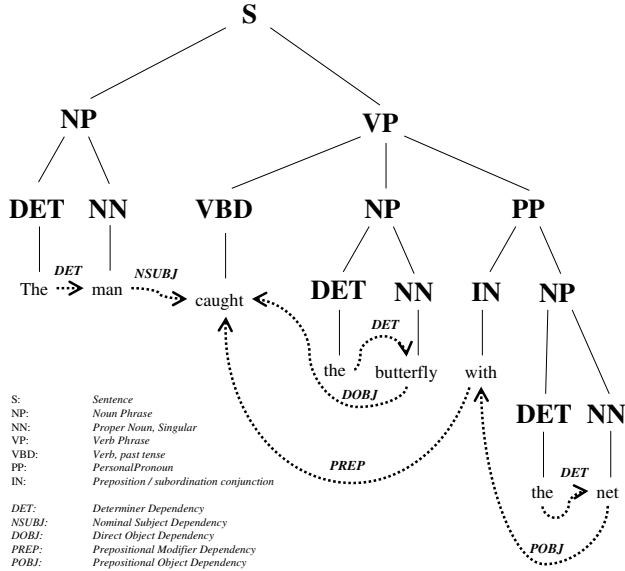 S
NP VP
DET NN VBD NP PP
The DET man NSUBJ caught DET NN IN NP
the DET butterfly with
DOBJ
DET NN
PREP
the DET net
POBJ
S: Sentence
NP: Noun Phrase
NN: Proper Noun, Singular
VP: Verb Phrase
VBD: Verb, past tense
PP: PersonalPronoun
IN: Preposition / subordination conjunction
DET: Determiner Dependency
NSUBJ: Nominal Subject Dependency
DOBJ: Direct Object Dependency
PREP: Prepositional Modifier Dependency
POBJ: Prepositional Object Dependency